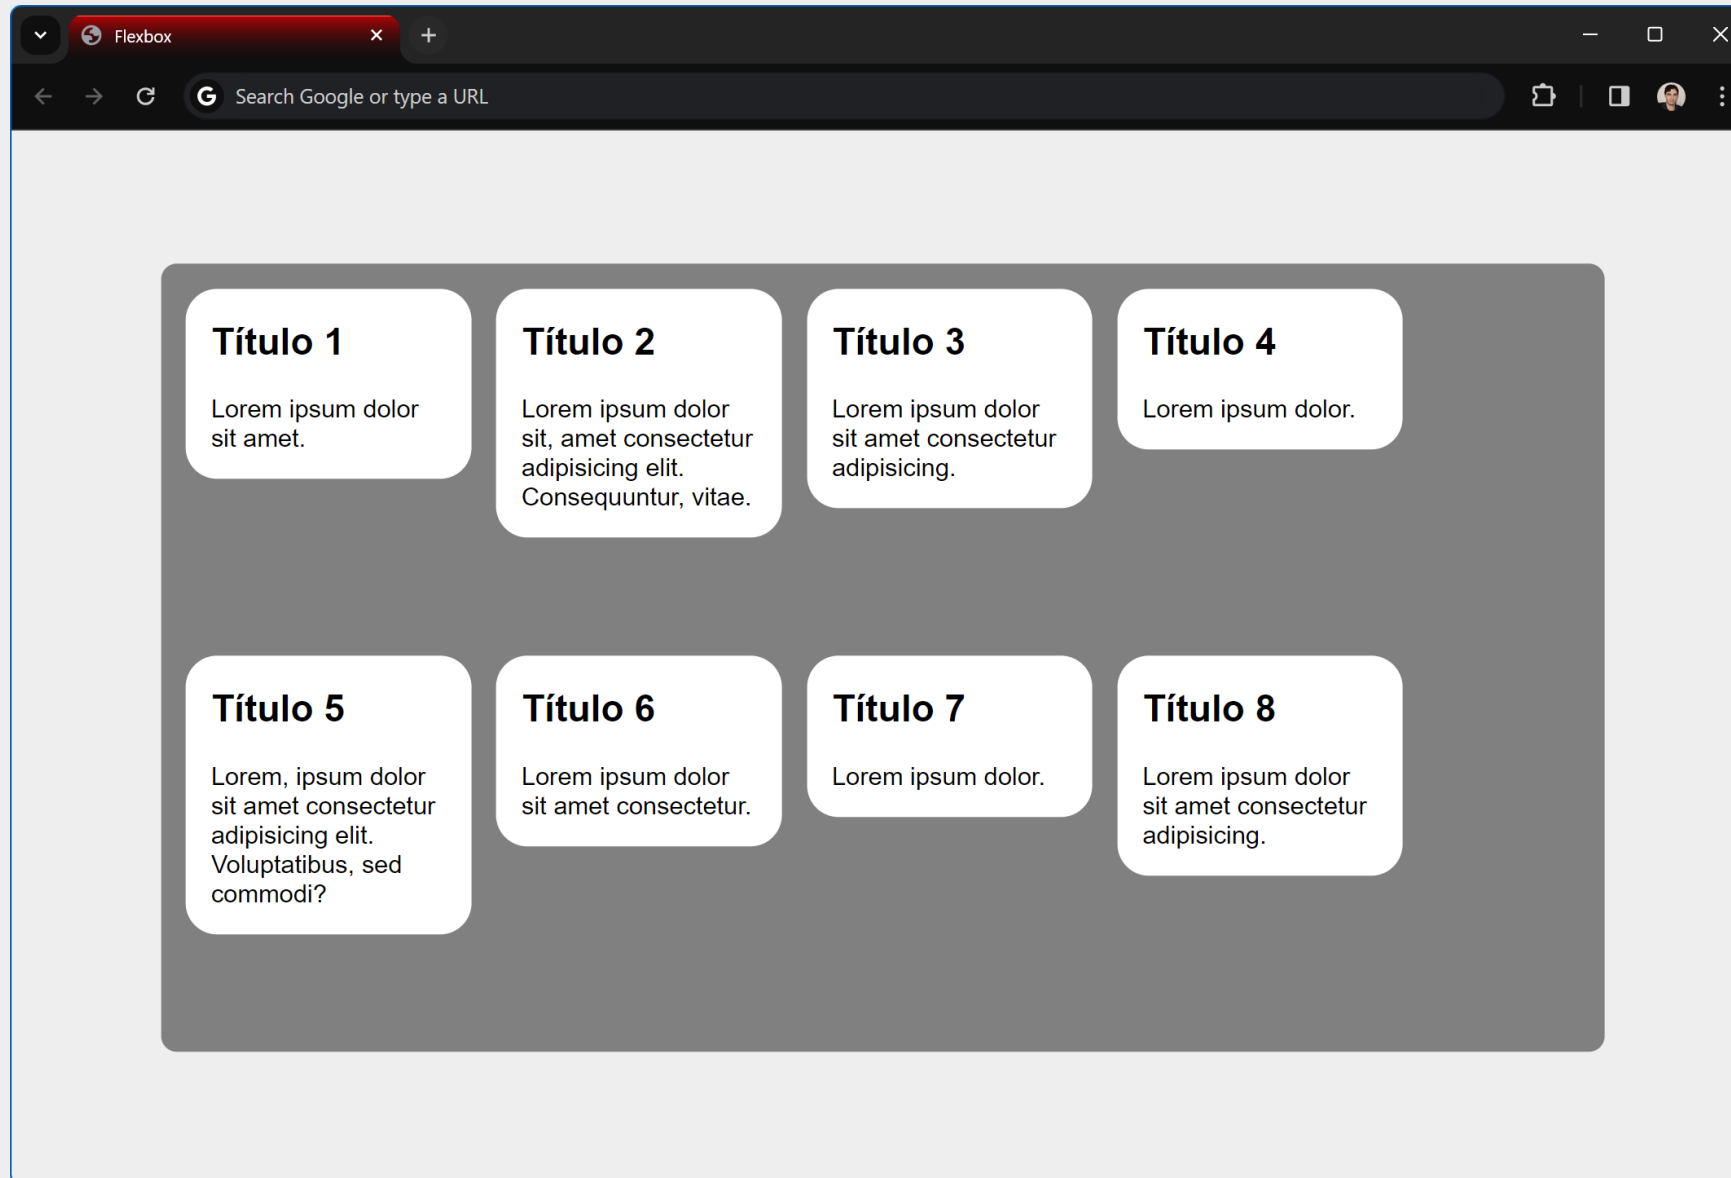 Flexbox
Search Google or type a URL
Título 1
Lorem ipsum dolor
sit amet.
Título 2
Lorem ipsum dolor
sit, amet consectetur
adipisicing elit.
Consequuntur, vitae.
Título 3
Lorem ipsum dolor
sit amet consectetur
adipisicing.
Título 4
Lorem ipsum dolor.
Título 5
Lorem, ipsum dolor
sit amet consectetur
adipisicing elit.
Voluptatibus, sed
commodi?
Título 6
Lorem ipsum dolor
sit amet consectetur.
Título 7
Lorem ipsum dolor.
Título 8
Lorem ipsum dolor
sit amet consectetur
adipisicing.